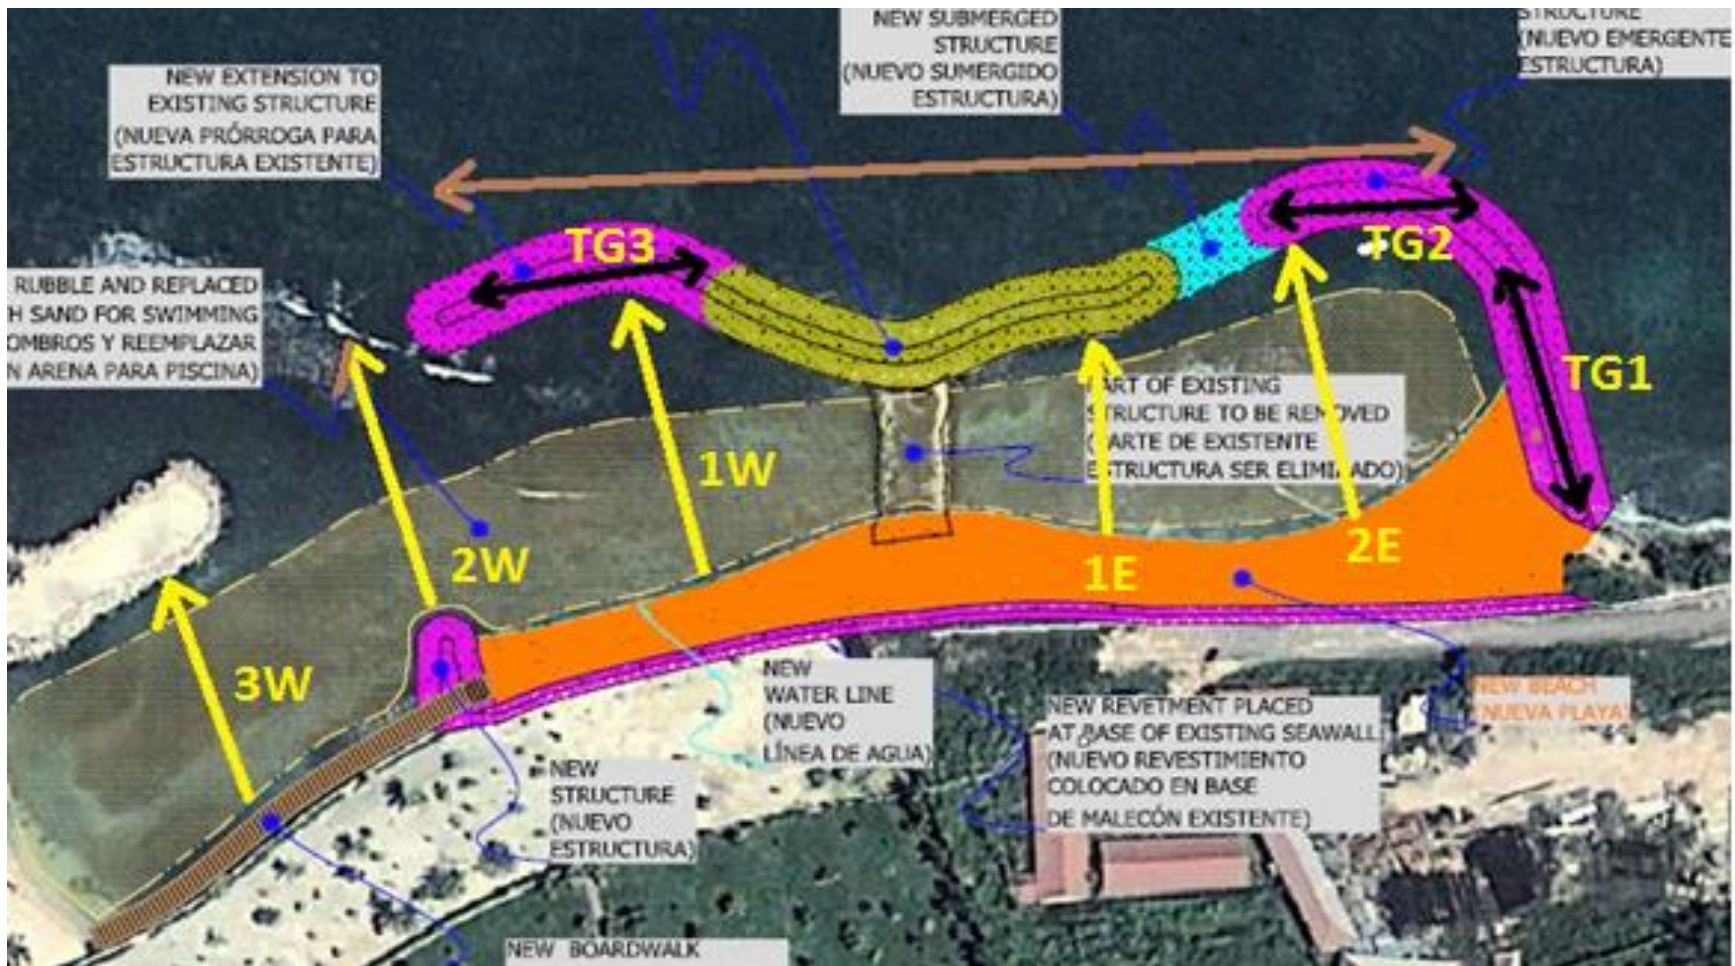 NEW SUBMERGED
STRUCTURE
(NUEVO SUMERGIDO
ESTRUCTURA)
STRUCTURE
(NUEVO EMERGENTE
ESTRUCTURA)
NEW EXTENSION TO
EXISTING STRUCTURE
(NUEVA PRÓRROGA PARA
ESTRUCTURA EXISTENTE)
TG3
TG2
RUBBLE AND REPLACED
H SAND FOR SWIMMING
OMBROS Y REEMPLAZAR
N ARENA PARA PISCINA)
TG1
PART OF EXISTING
STRUCTURE TO BE REMOVED
(PARTE DE EXISTENTE
ESTRUCTURA SER ELIMINADO)
1W
2W
1E
2E
3W
NEW
WATER LINE
(NUEVO
LÍNEA DE AGUA)
NEW BEACH
(NUEVA PLAYA)
NEW REVETMENT PLACED
AT BASE OF EXISTING SEAWALL
(NUEVO REVESTIMIENTO
COLOCADO EN BASE
DE MALECÓN EXISTENTE)
NEW
STRUCTURE
(NUEVO
ESTRUCTURA)
NEW BOARDWALK